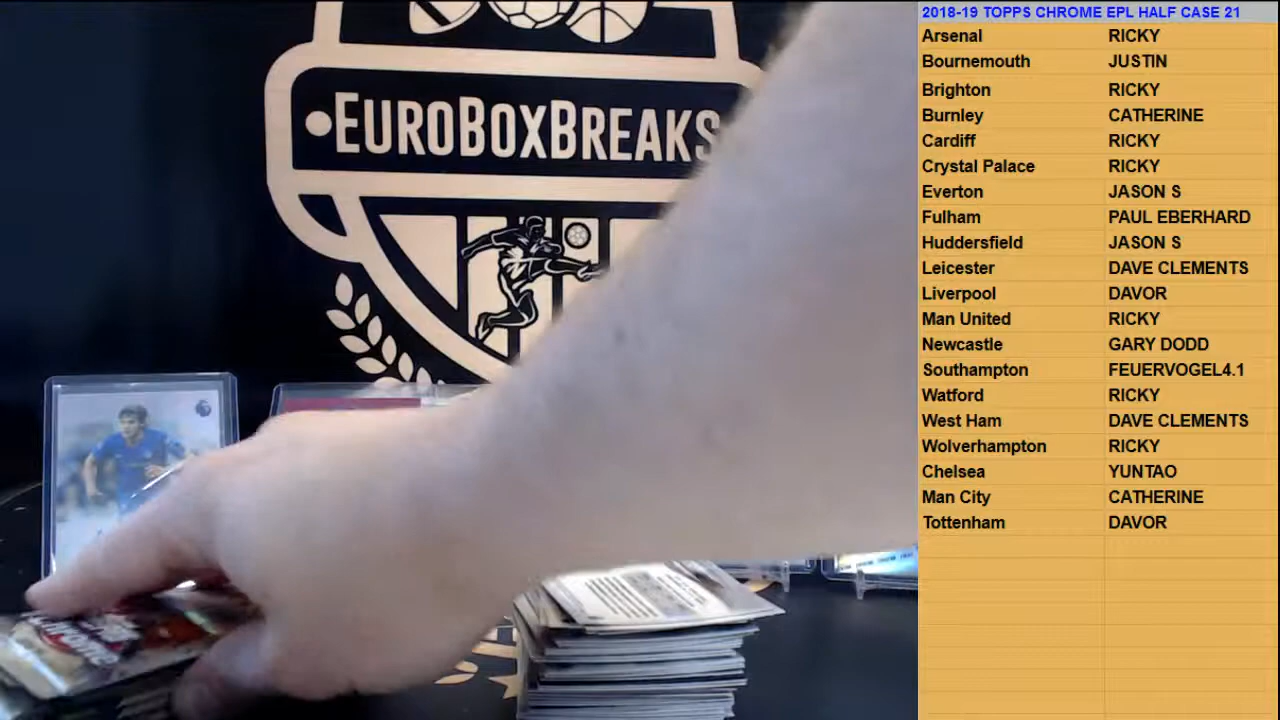 EUROBOXBREAKS
2018-19 TOPPS CHROME EPL HALF CASE 21
Arsenal RICKY
Bournemouth JUSTIN
Brighton RICKY
Burnley CATHERINE
Cardiff RICKY
Crystal Palace RICKY
Everton JASON S
Fulham PAUL EBERHARD
Huddersfield JASON S
Leicester DAVE CLEMENTS
Liverpool DAVOR
Man United RICKY
Newcastle GARY DODD
Southampton FEUERVOGEL4.1
Watford RICKY
West Ham DAVE CLEMENTS
Wolverhampton RICKY
Chelsea YUNTAO
Man City CATHERINE
Tottenham DAVOR